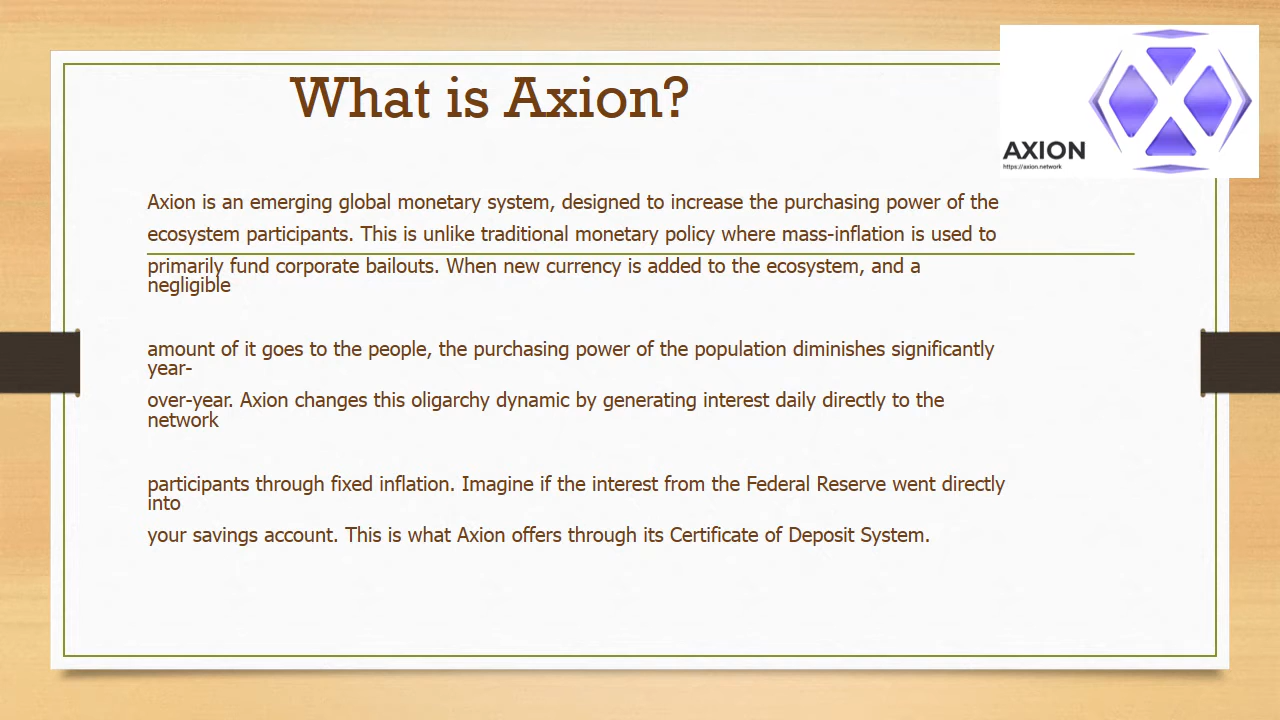 What is Axion?
AXION
https://axion.network
Axion is an emerging global monetary system, designed to increase the purchasing power of the
ecosystem participants. This is unlike traditional monetary policy where mass-inflation is used to
primarily fund corporate bailouts. When new currency is added to the ecosystem, and a
negligible
amount of it goes to the people, the purchasing power of the population diminishes significantly
year-
over-year. Axion changes this oligarchy dynamic by generating interest daily directly to the
network
participants through fixed inflation. Imagine if the interest from the Federal Reserve went directly
into
your savings account. This is what Axion offers through its Certificate of Deposit System.